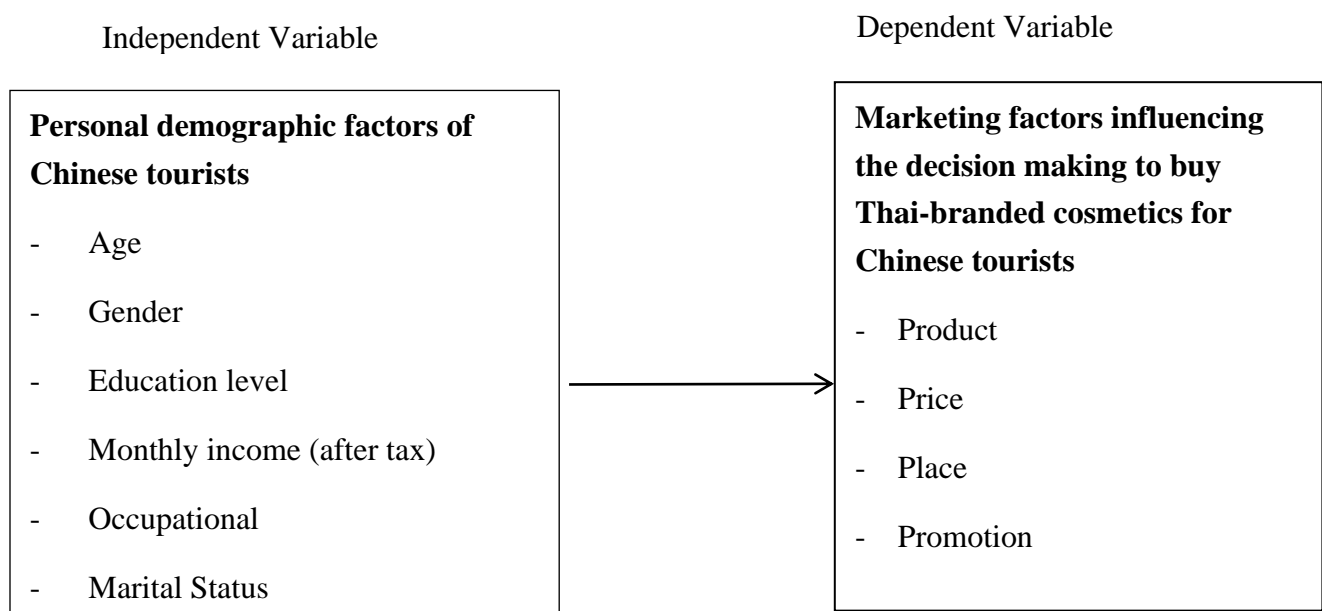 Independent Variable
Dependent Variable
Personal demographic factors of
Chinese tourists
- Age
- Gender
- Education level
- Monthly income (after tax)
- Occupational
- Marital Status
Marketing factors influencing
the decision making to buy
Thai-branded cosmetics for
Chinese tourists
- Product
- Price
- Place
- Promotion